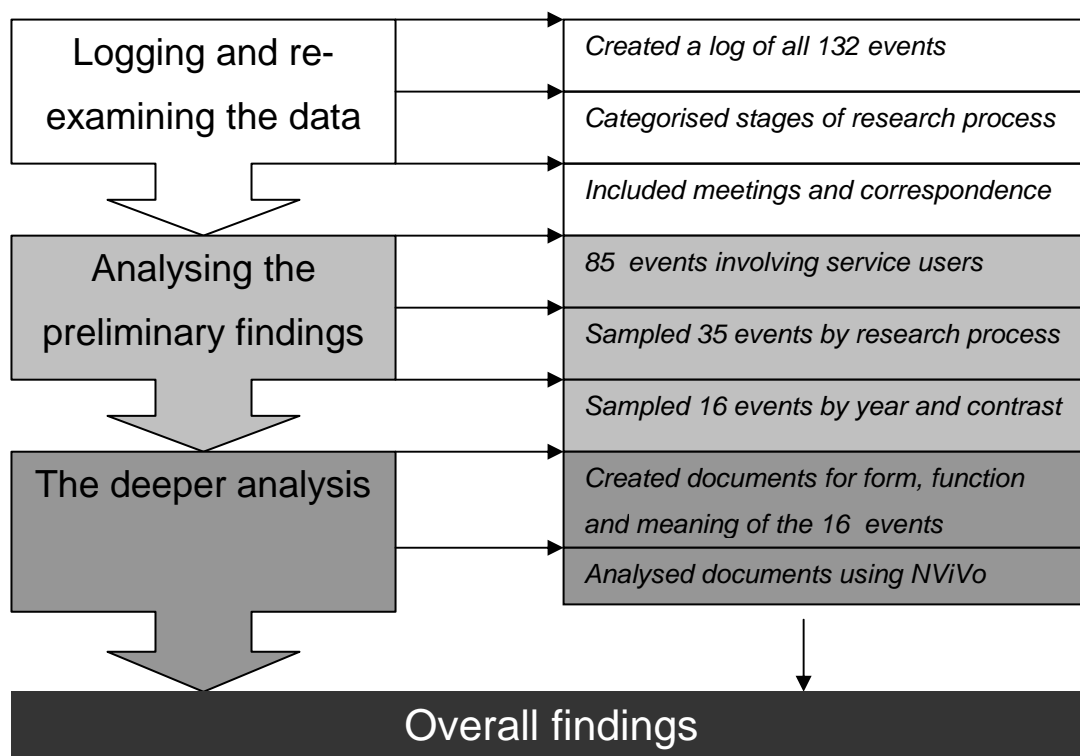 Logging and re-
examining the data
Created a log of all 132 events
Categorised stages of research process
Included meetings and correspondence
Analysing the
preliminary findings
85 events involving service users
Sampled 35 events by research process
Sampled 16 events by year and contrast
The deeper analysis
Created documents for form, function
and meaning of the 16 events
Analysed documents using NViVo
Overall findings